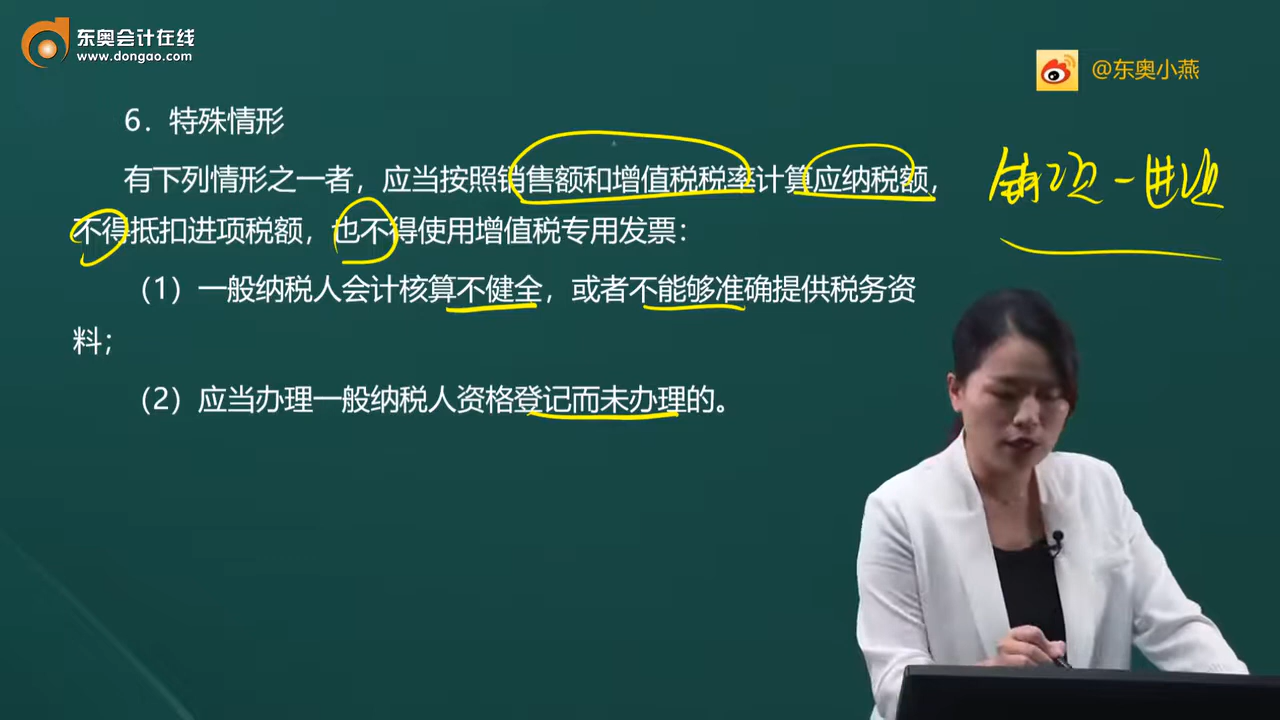 东奥会计在线
www.dongao.com
@东奥小燕
6. 特殊情形
有下列情形之一者，应当按照销售额和增值税税率计算应纳税额，
不得抵扣进项税额，也不得使用增值税专用发票：
销项-进项
（1）一般纳税人会计核算不健全，或者不能够准确提供税务资
料；
（2）应当办理一般纳税人资格登记而未办理的。